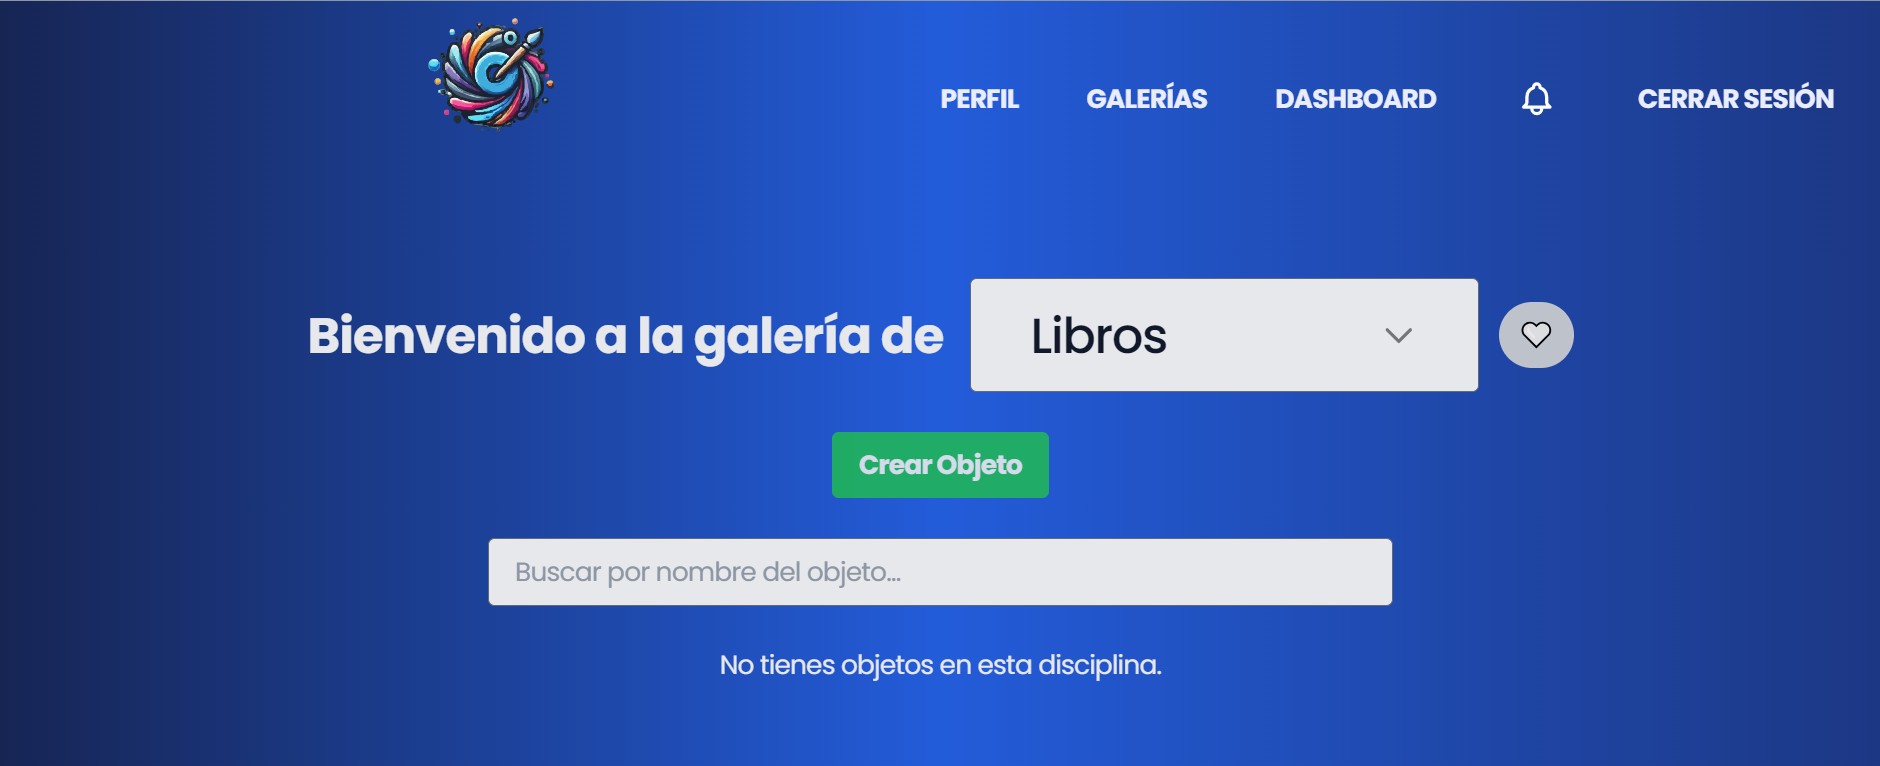 PERFIL GALERÍAS DASHBOARD CERRAR SESIÓN
Bienvenido a la galería de Libros
Crear Objeto
Buscar por nombre del objeto...
No tienes objetos en esta disciplina.